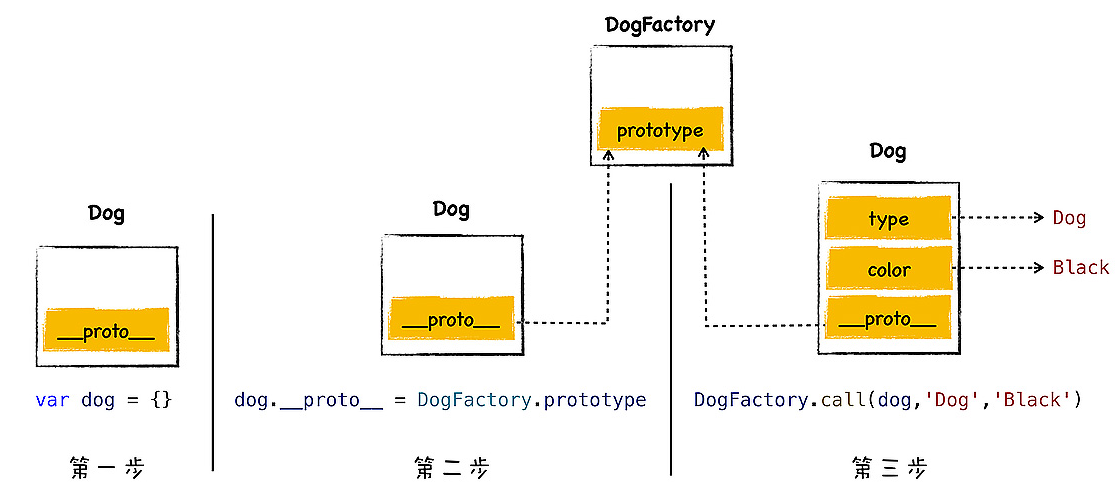 DogFactory
prototype
Dog
__proto__
var dog = {}
第一步
Dog
__proto__
dog.__proto__ = DogFactory.prototype
第二步
Dog
type
Dog
color
Black
__proto__
DogFactory.call(dog,'Dog','Black')
第三步